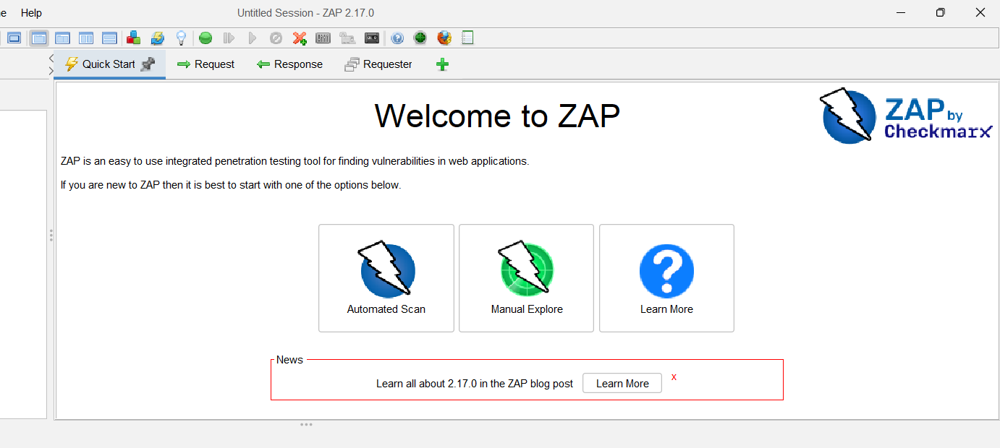 e Help
Untitled Session - ZAP 2.17.0
Quick Start Request Response Requester
Welcome to ZAP
ZAP by
Checkmarx
ZAP is an easy to use integrated penetration testing tool for finding vulnerabilities in web applications.
If you are new to ZAP then it is best to start with one of the options below.
Automated Scan Manual Explore Learn More
News
Learn all about 2.17.0 in the ZAP blog post Learn More X